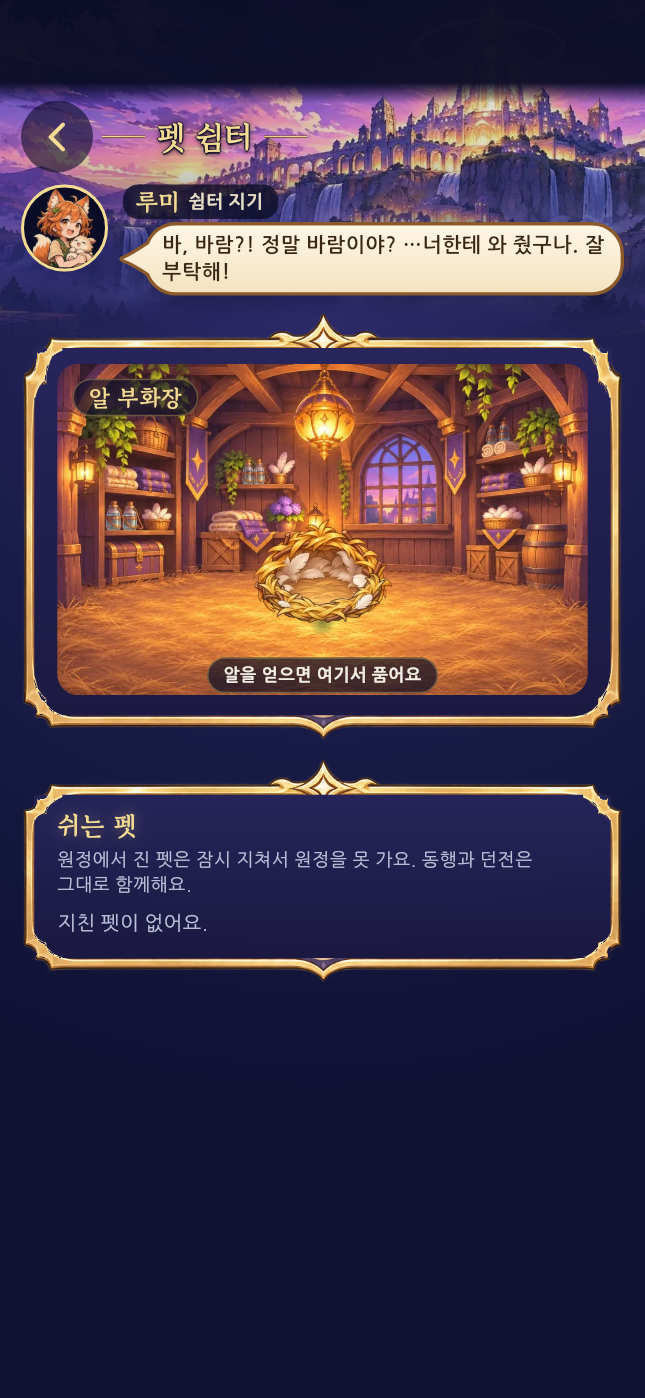 펫 쉼터
루미 쉼터 지기
바, 바람?! 정말 바람이야? …너한테 와 줬구나. 잘
부탁해!
알 부화장
알을 얻으면 여기서 품어요
쉬는 펫
원정에서 진 펫은 잠시 지쳐서 원정을 못 가요. 동행과 던전은
그대로 함께해요.
지친 펫이 없어요.